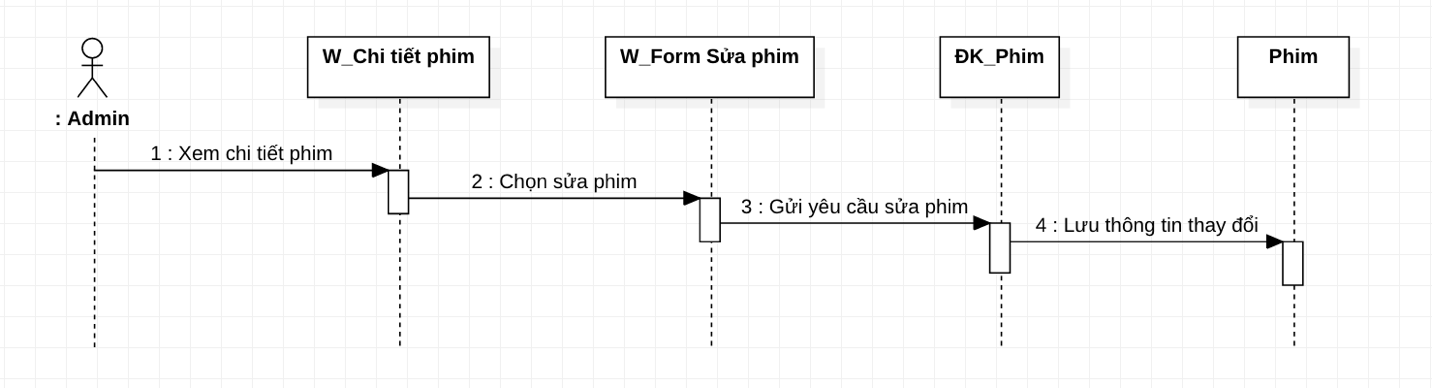 W_Chi tiết phim
W_Form Sửa phim
ĐK_Phim
Phim
: Admin
1 : Xem chi tiết phim
2 : Chọn sửa phim
3 : Gửi yêu cầu sửa phim
4 : Lưu thông tin thay đổi